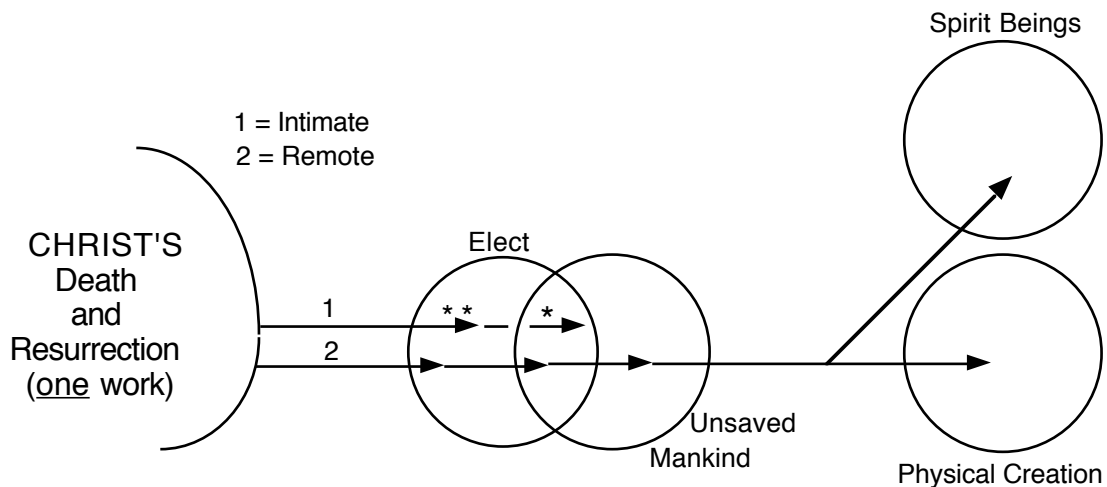 Spirit Beings
1 = Intimate
2 = Remote
CHRIST'S
Death
and
Resurrection
(one work)
Elect
1
* *
*
2
Unsaved
Mankind
Physical Creation